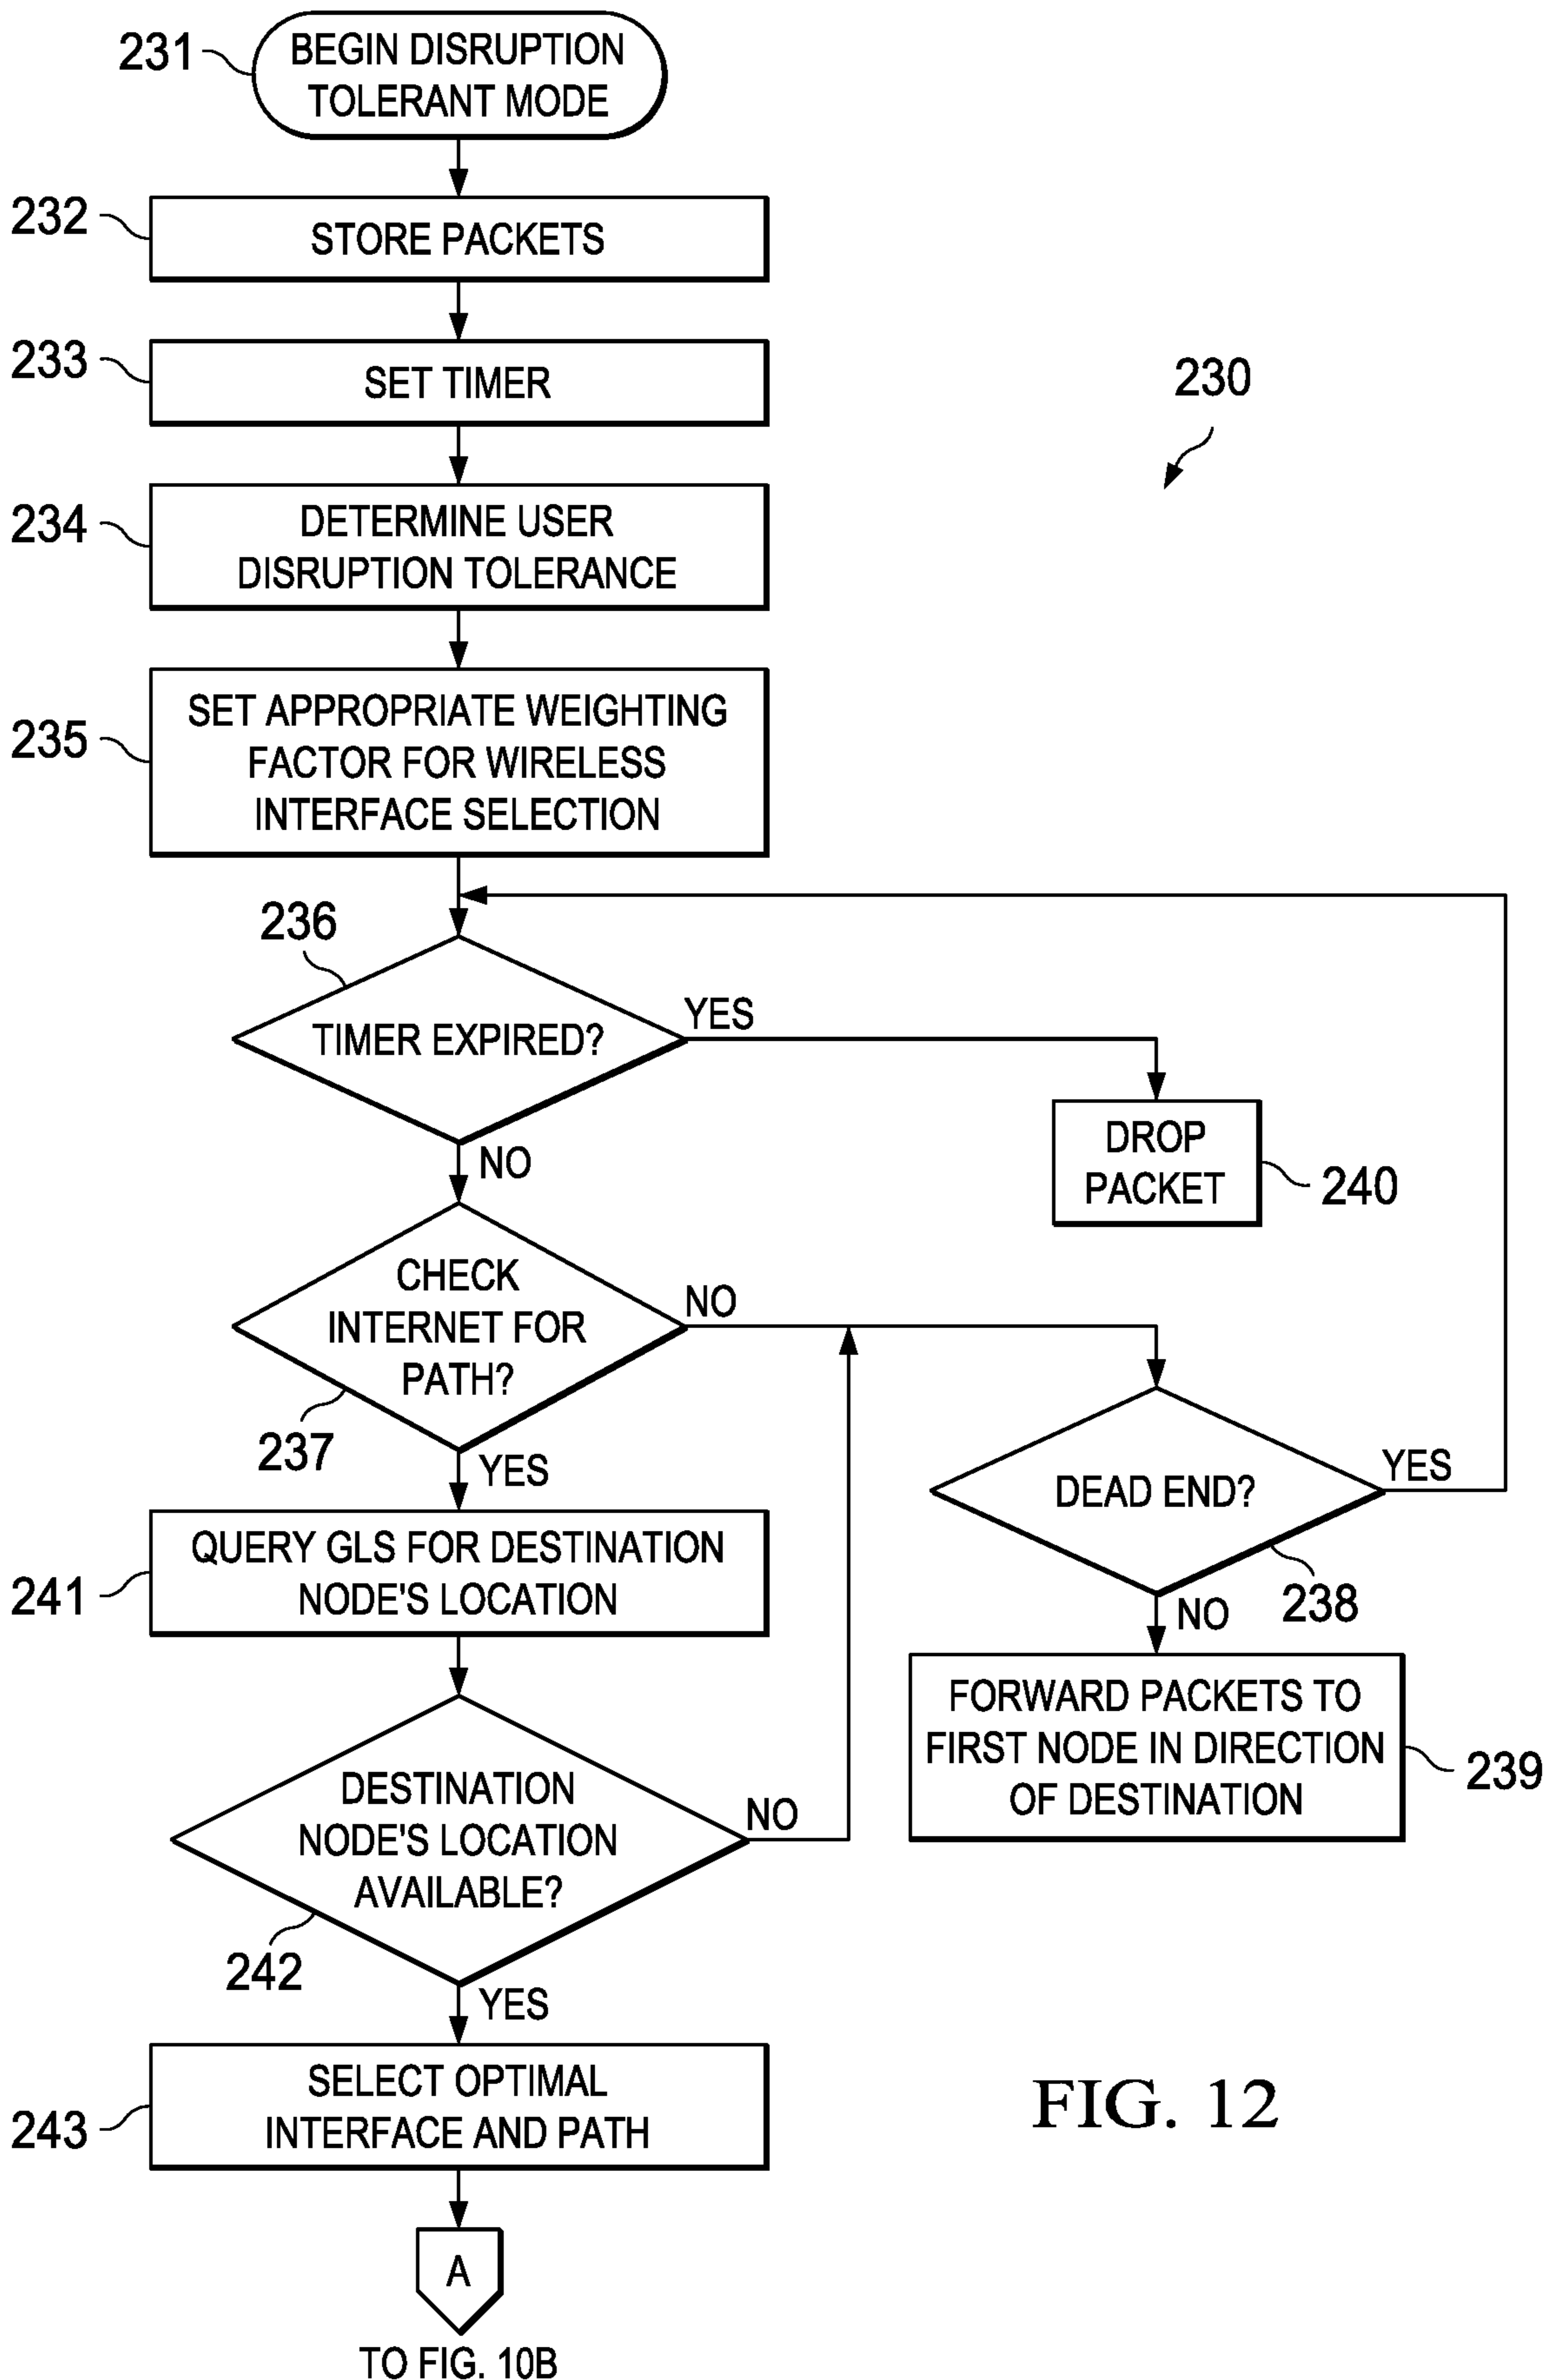 231
BEGIN DISRUPTION
TOLERANT MODE
232
STORE PACKETS
233
SET TIMER
230
234
DETERMINE USER
DISRUPTION TOLERANCE
235
SET APPROPRIATE WEIGHTING
FACTOR FOR WIRELESS
INTERFACE SELECTION
236
TIMER EXPIRED?
YES
NO
DROP
PACKET
240
CHECK
INTERNET FOR
PATH?
NO
237
YES
DEAD END?
YES
238
NO
QUERY GLS FOR DESTINATION
NODE'S LOCATION
241
FORWARD PACKETS TO
FIRST NODE IN DIRECTION
OF DESTINATION
239
DESTINATION
NODE'S LOCATION
AVAILABLE?
NO
242
YES
SELECT OPTIMAL
INTERFACE AND PATH
243
FIG. 12
A
TO FIG. 10B